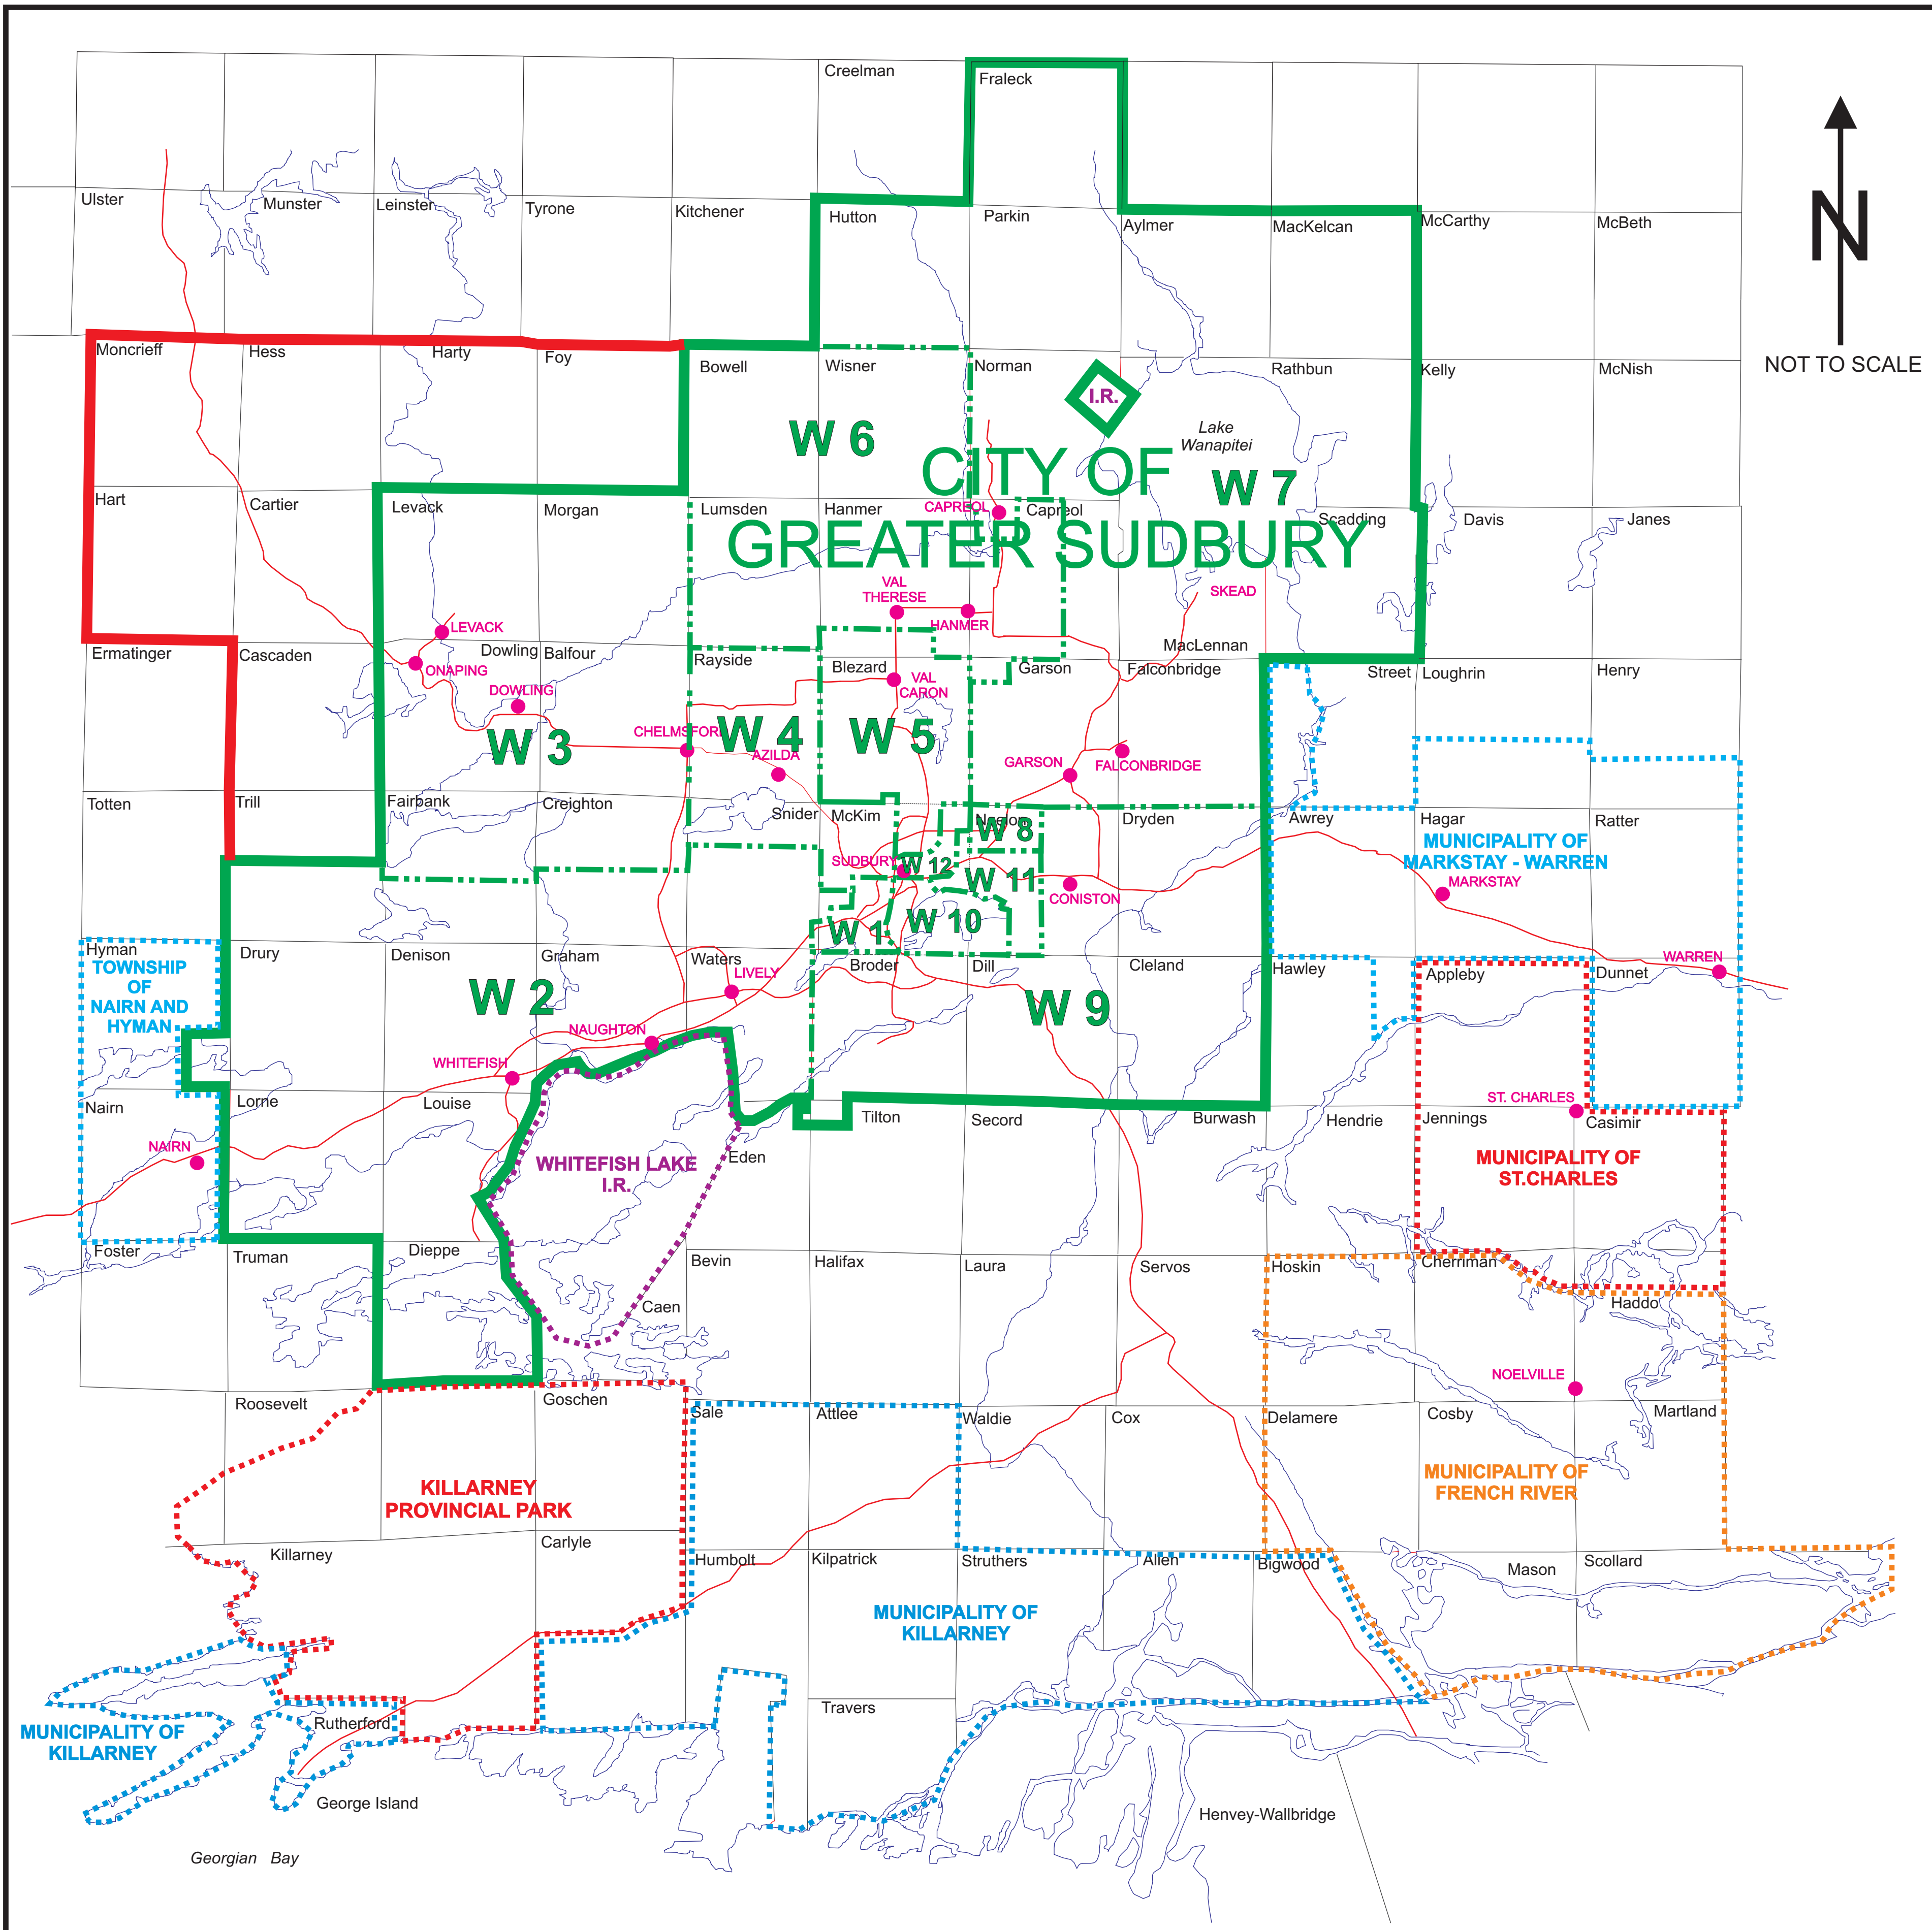 Creelman
Fraleck
Ulster
Munster
Leinster
Tyrone
Kitchener
Hutton
Parkin
Aylmer
MacKelcan
McCarthy
McBeth
N
NOT TO SCALE
Moncrieff
Hess
Harty
Foy
Bowell
Wisner
Norman
I.R.
Rathbun
Kelly
McNish
Lake
Wanapitei
W 6
CITY OF
GREATER SUDBURY
W 7
Hart
Cartier
Levack
Morgan
Lumsden
Hanmer
CAPREOL
Capreol
Scadding
Davis
Janes
VAL
THERESE
HANMER
SKEAD
LEVACK
ONAPING
DOWLING
Ermatinger
Cascaden
Dowling
Balfour
Rayside
Blezard
VAL
CARON
Garson
MacLennan
Falconbridge
Street
Loughrin
Henry
W 3
CHELMSFORD
W 4
AZILDA
W 5
GARSON
FALCONBRIDGE
Totten
Trill
Fairbank
Creighton
Snider
McKim
Neelon
W 8
Dryden
Awrey
Hagar
Ratter
MUNICIPALITY OF
MARKSTAY - WARREN
MARKSTAY
SUDBURY
W 12
W 11
CONISTON
W 1
W 10
Hyman
TOWNSHIP
OF
NAIRN AND
HYMAN
Drury
Denison
Graham
Waters
LIVELY
Broder
Dill
Cleland
Hawley
Appleby
Dunnet
WARREN
W 2
W 9
NAUGHTON
WHITEFISH
Nairn
NAIRN
Lorne
Louise
Eden
Tilton
Secord
Burwash
Hendrie
Jennings
ST. CHARLES
Casimir
WHITEFISH LAKE
I.R.
MUNICIPALITY OF
ST.CHARLES
Foster
Truman
Dieppe
Caen
Bevin
Halifax
Laura
Servos
Hoskin
Cherriman
Haddo
NOELVILLE
Roosevelt
Goschen
Sale
Attlee
Waldie
Cox
Delamere
Cosby
Martland
KILLARNEY
PROVINCIAL PARK
MUNICIPALITY OF
FRENCH RIVER
Killarney
Carlyle
Humbolt
Kilpatrick
Struthers
Allen
Bigwood
Mason
Scollard
MUNICIPALITY OF
KILLARNEY
Travers
Rutherford
MUNICIPALITY OF
KILLARNEY
George Island
Henvey-Wallbridge
Georgian Bay